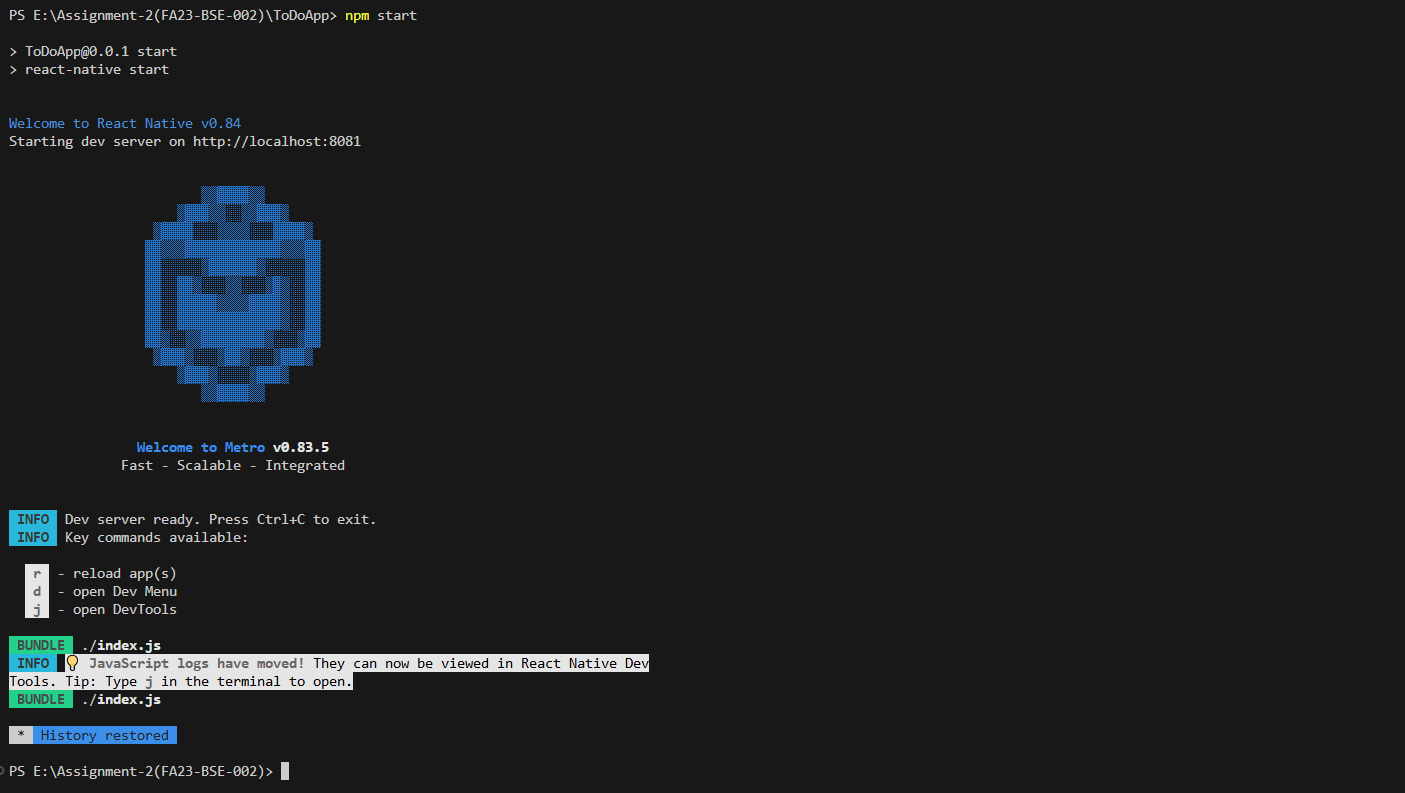 PS E:\Assignment-2(FA23-BSE-002)\ToDoApp> npm start
> ToDoApp@0.0.1 start
> react-native start
Welcome to React Native v0.84
Starting dev server on http://localhost:8081
Welcome to Metro v0.83.5
Fast - Scalable - Integrated
INFO Dev server ready. Press Ctrl+C to exit.
INFO Key commands available:
r - reload app(s)
d - open Dev Menu
j - open DevTools
BUNDLE ./index.js
INFO 💡 JavaScript logs have moved! They can now be viewed in React Native Dev
Tools. Tip: Type j in the terminal to open.
BUNDLE ./index.js
* History restored
PS E:\Assignment-2(FA23-BSE-002)>